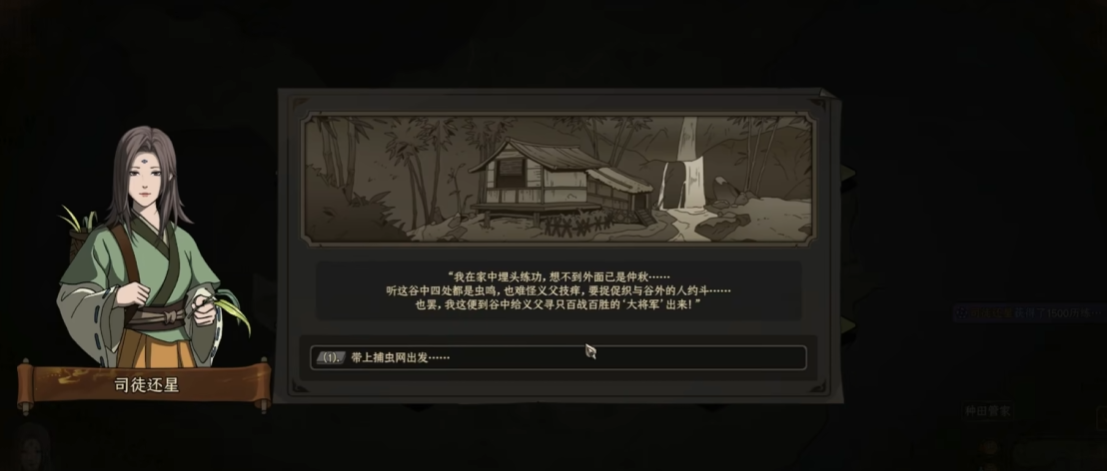 “我在家中埋头练功，想不到外面已是仲秋……
听这谷中四处都是虫鸣，也难怪义父技痒，要捉促织与谷外的人约斗……
也罢，我这便到谷中给义父寻只百战百胜的‘大将军’出来！”
(1). 带上捕虫网出发……
司徒还星
种田管家